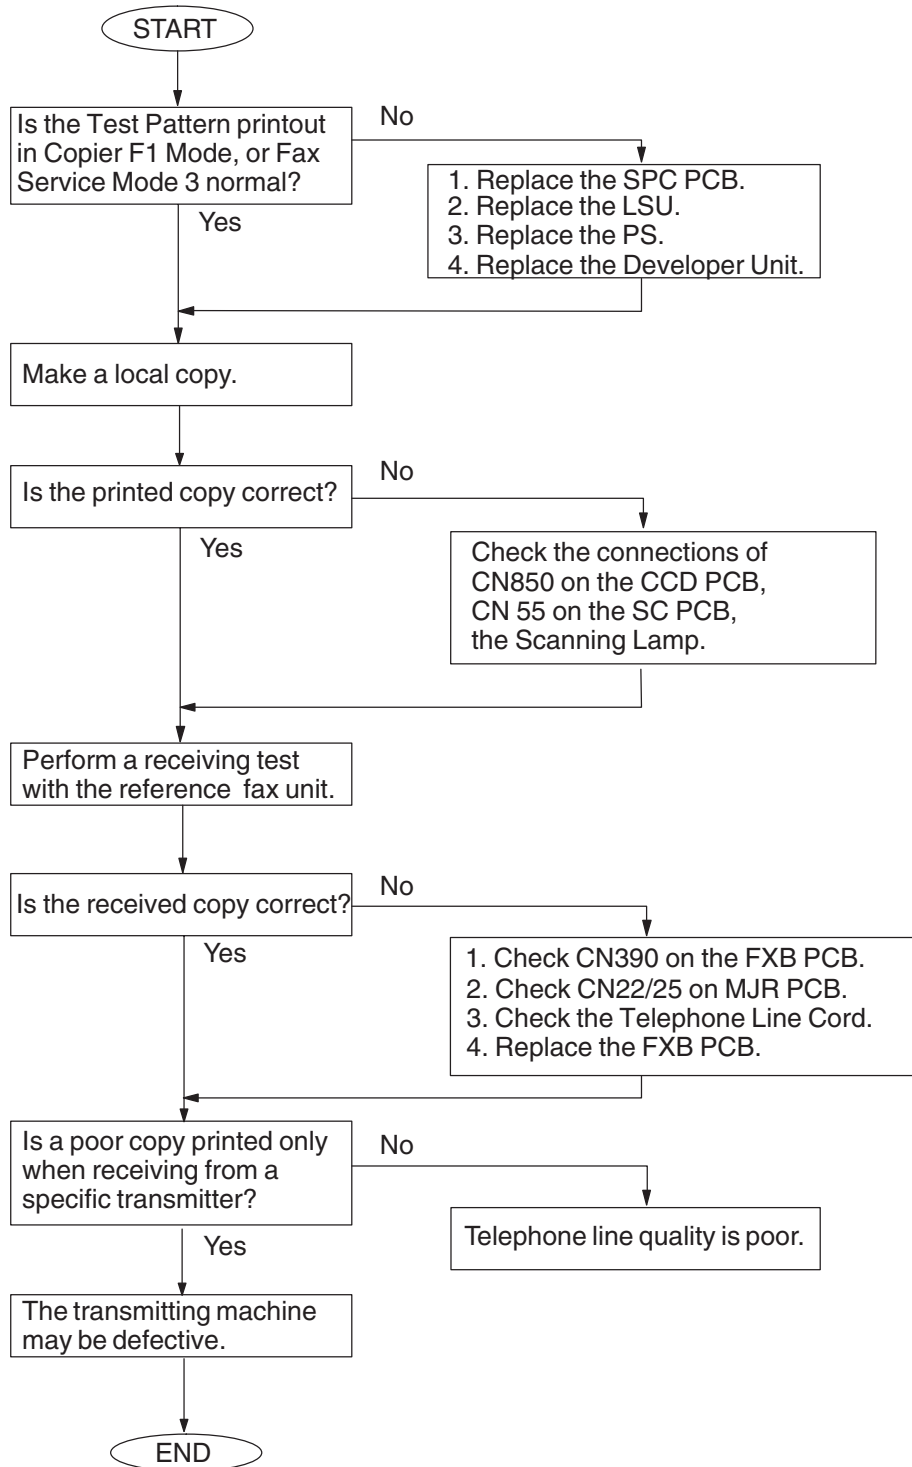 START
Is the Test Pattern printout
in Copier F1 Mode, or Fax
Service Mode 3 normal?
No
Yes
1. Replace the SPC PCB.
2. Replace the LSU.
3. Replace the PS.
4. Replace the Developer Unit.
Make a local copy.
Is the printed copy correct?
No
Yes
Check the connections of
CN850 on the CCD PCB,
CN 55 on the SC PCB,
the Scanning Lamp.
Perform a receiving test
with the reference fax unit.
Is the received copy correct?
No
Yes
1. Check CN390 on the FXB PCB.
2. Check CN22/25 on MJR PCB.
3. Check the Telephone Line Cord.
4. Replace the FXB PCB.
Is a poor copy printed only
when receiving from a
specific transmitter?
No
Yes
Telephone line quality is poor.
The transmitting machine
may be defective.
END